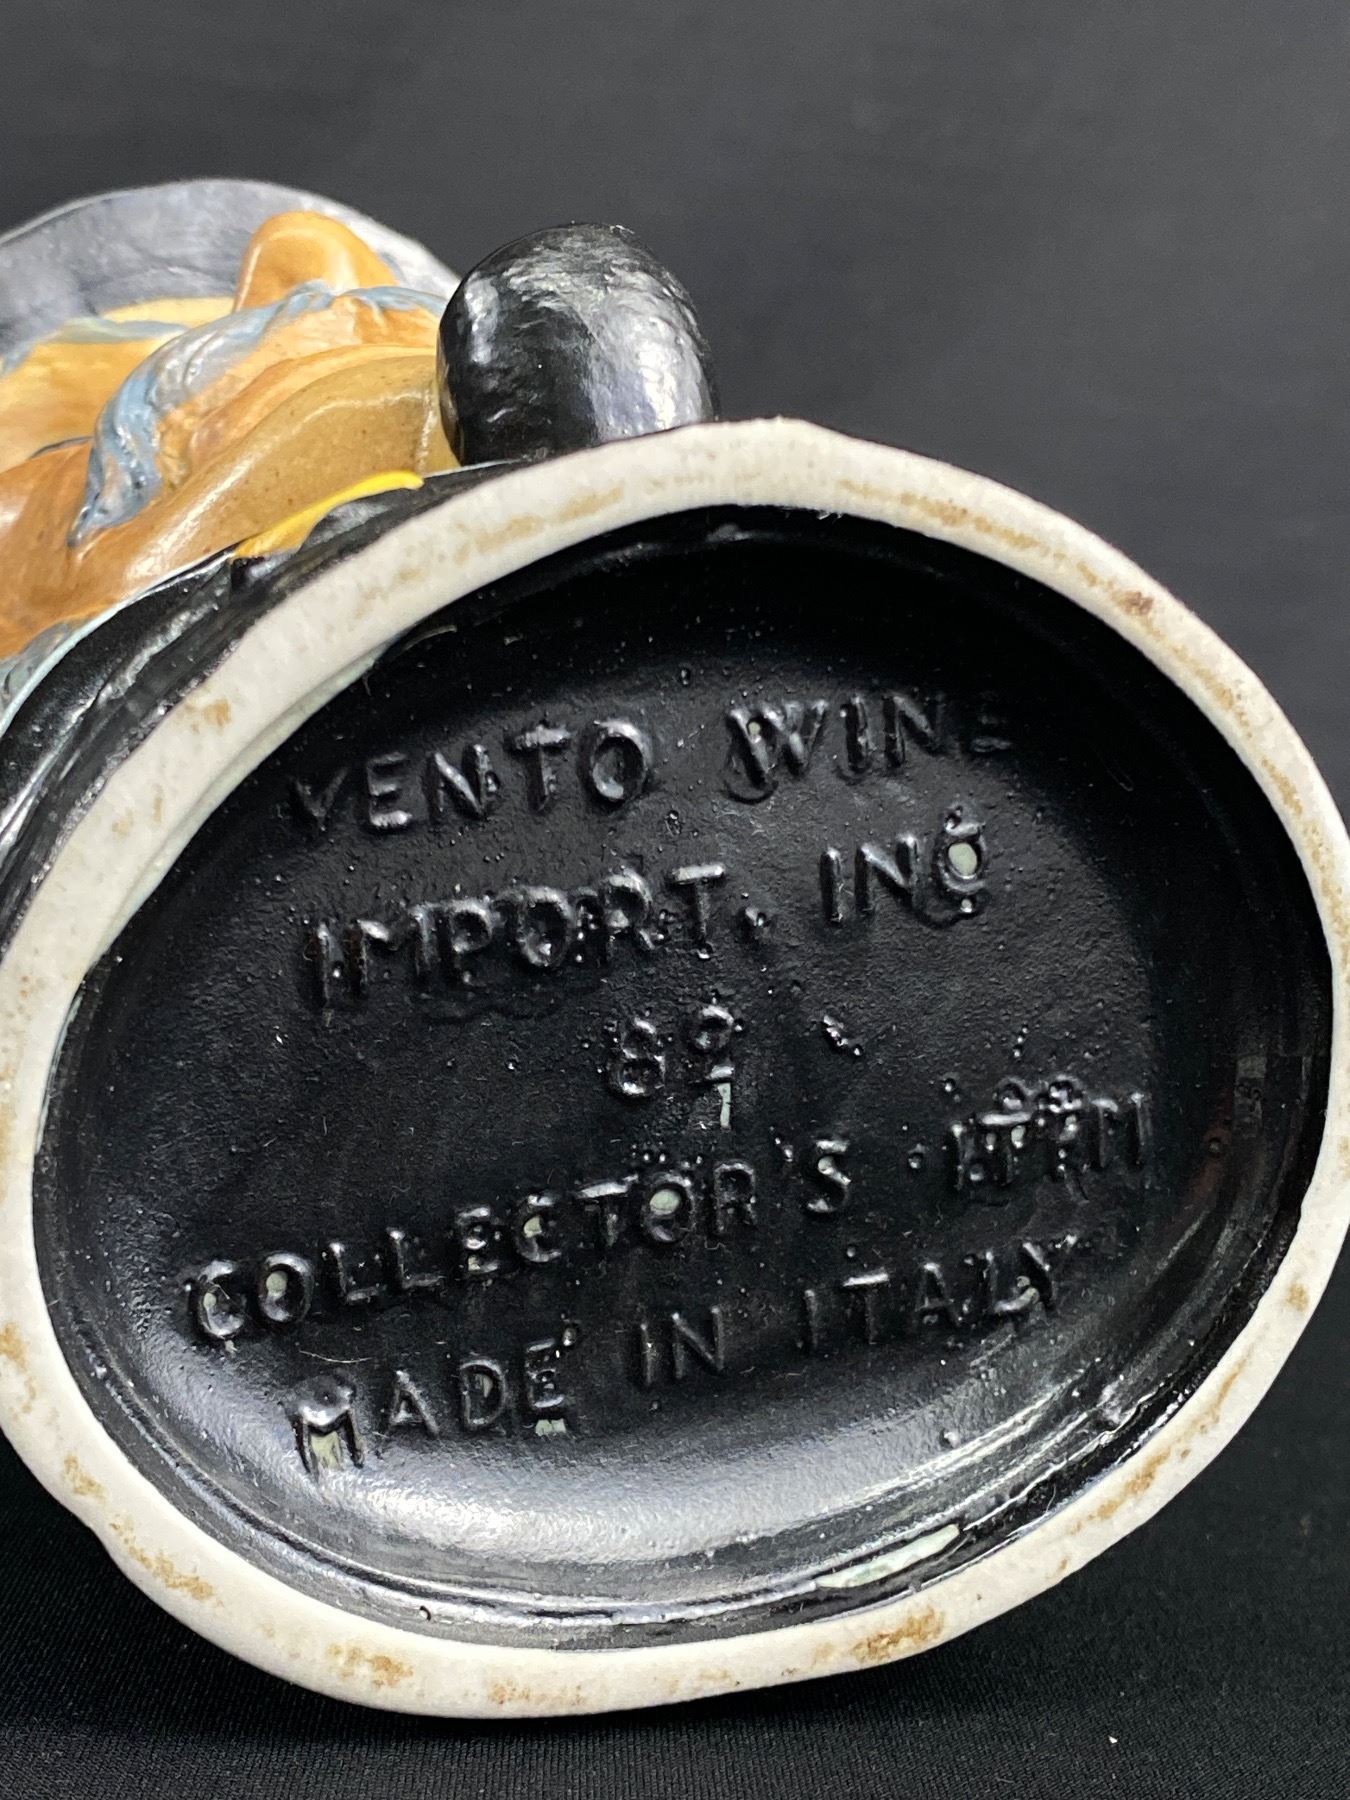 VENTO WINE
IMPORT. INC
COLLECTOR'S ITEM
MADE IN ITALY